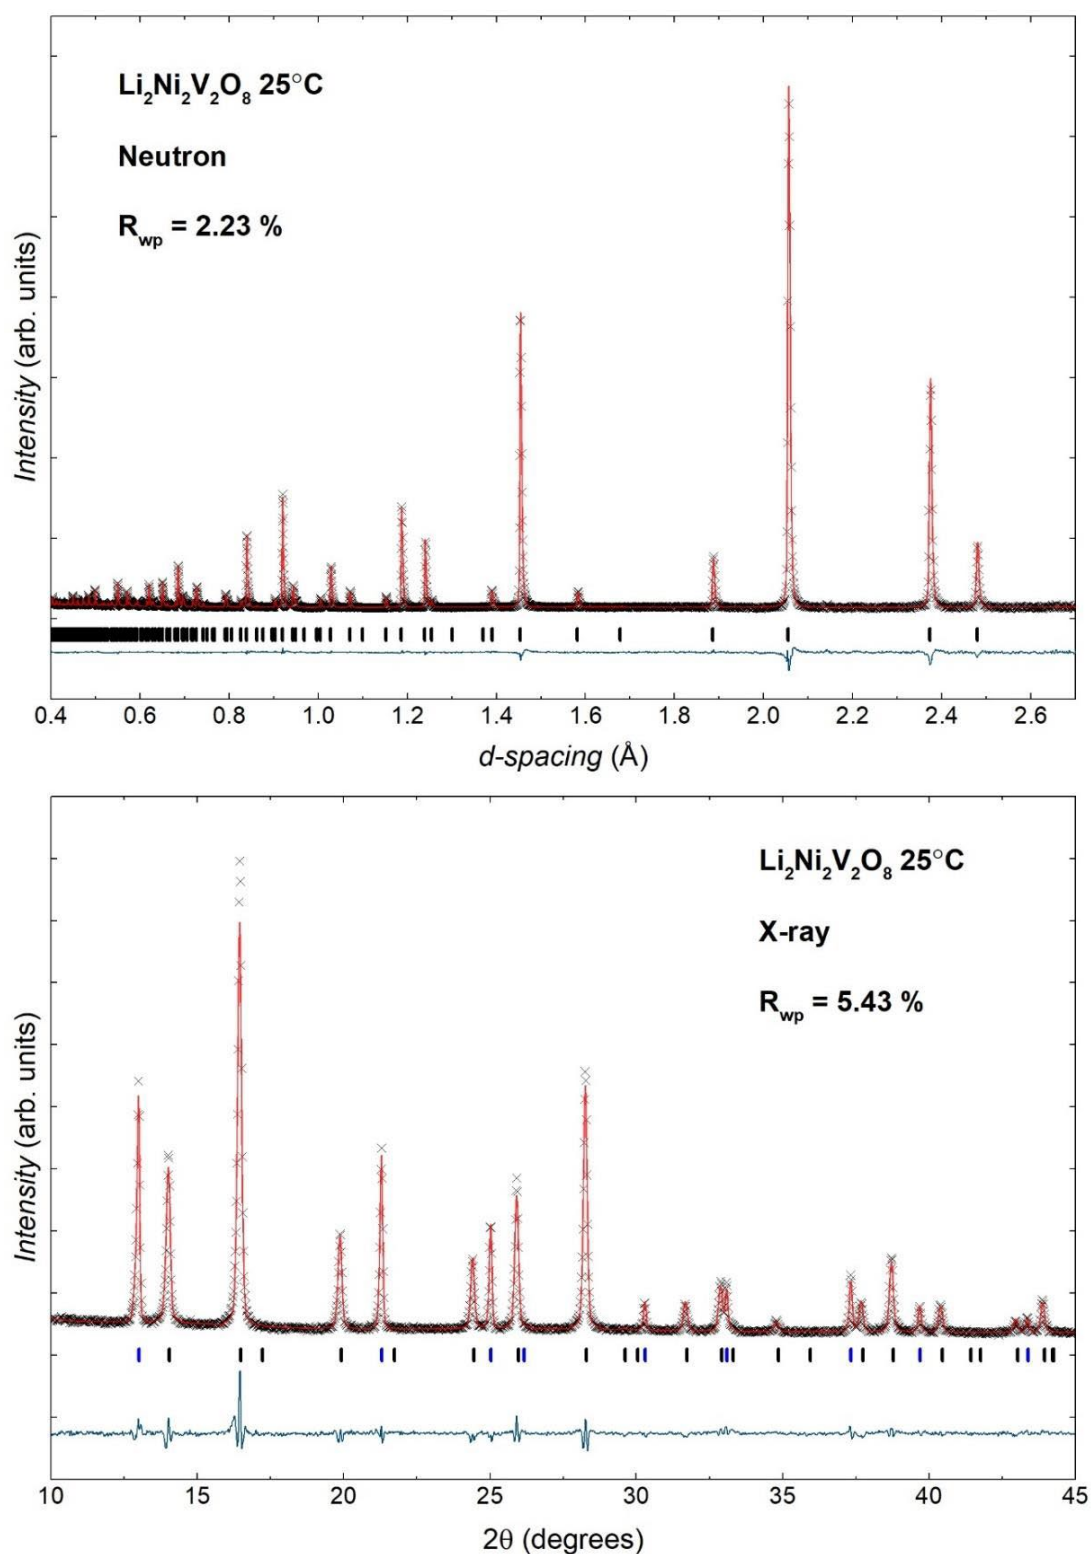 Li₂Ni₂V₂O₈ 25°C
Neutron
R_wp = 2.23 %
Intensity (arb. units)
0.4 0.6 0.8 1.0 1.2 1.4 1.6 1.8 2.0 2.2 2.4 2.6
d-spacing (Å)
Li₂Ni₂V₂O₈ 25°C
X-ray
R_wp = 5.43 %
Intensity (arb. units)
10 15 20 25 30 35 40 45
2θ (degrees)